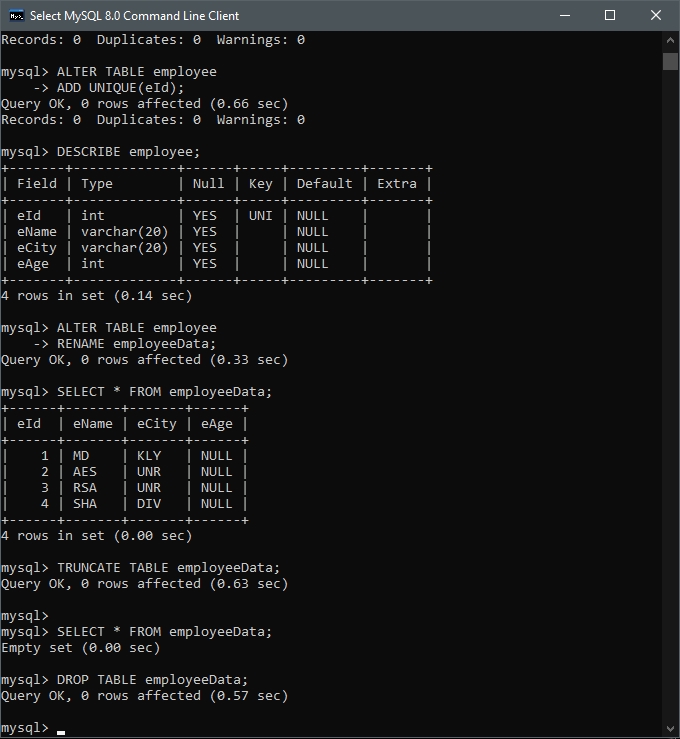 Select MySQL 8.0 Command Line Client
Records: 0  Duplicates: 0  Warnings: 0
mysql> ALTER TABLE employee
    -> ADD UNIQUE(eId);
Query OK, 0 rows affected (0.66 sec)
Records: 0  Duplicates: 0  Warnings: 0
mysql> DESCRIBE employee;
+-------+-------------+------+-----+---------+-------+
| Field | Type        | Null | Key | Default | Extra |
+-------+-------------+------+-----+---------+-------+
| eId   | int         | YES  | UNI | NULL    |       |
| eName | varchar(20) | YES  |     | NULL    |       |
| eCity | varchar(20) | YES  |     | NULL    |       |
| eAge  | int         | YES  |     | NULL    |       |
+-------+-------------+------+-----+---------+-------+
4 rows in set (0.14 sec)
mysql> ALTER TABLE employee
    -> RENAME employeeData;
Query OK, 0 rows affected (0.33 sec)
mysql> SELECT * FROM employeeData;
+------+-------+-------+------+
| eId  | eName | eCity | eAge |
+------+-------+-------+------+
|    1 | MD    | KLY   | NULL |
|    2 | AES   | UNR   | NULL |
|    3 | RSA   | UNR   | NULL |
|    4 | SHA   | DIV   | NULL |
+------+-------+-------+------+
4 rows in set (0.00 sec)
mysql> TRUNCATE TABLE employeeData;
Query OK, 0 rows affected (0.63 sec)
mysql>
mysql> SELECT * FROM employeeData;
Empty set (0.00 sec)
mysql> DROP TABLE employeeData;
Query OK, 0 rows affected (0.57 sec)
mysql>